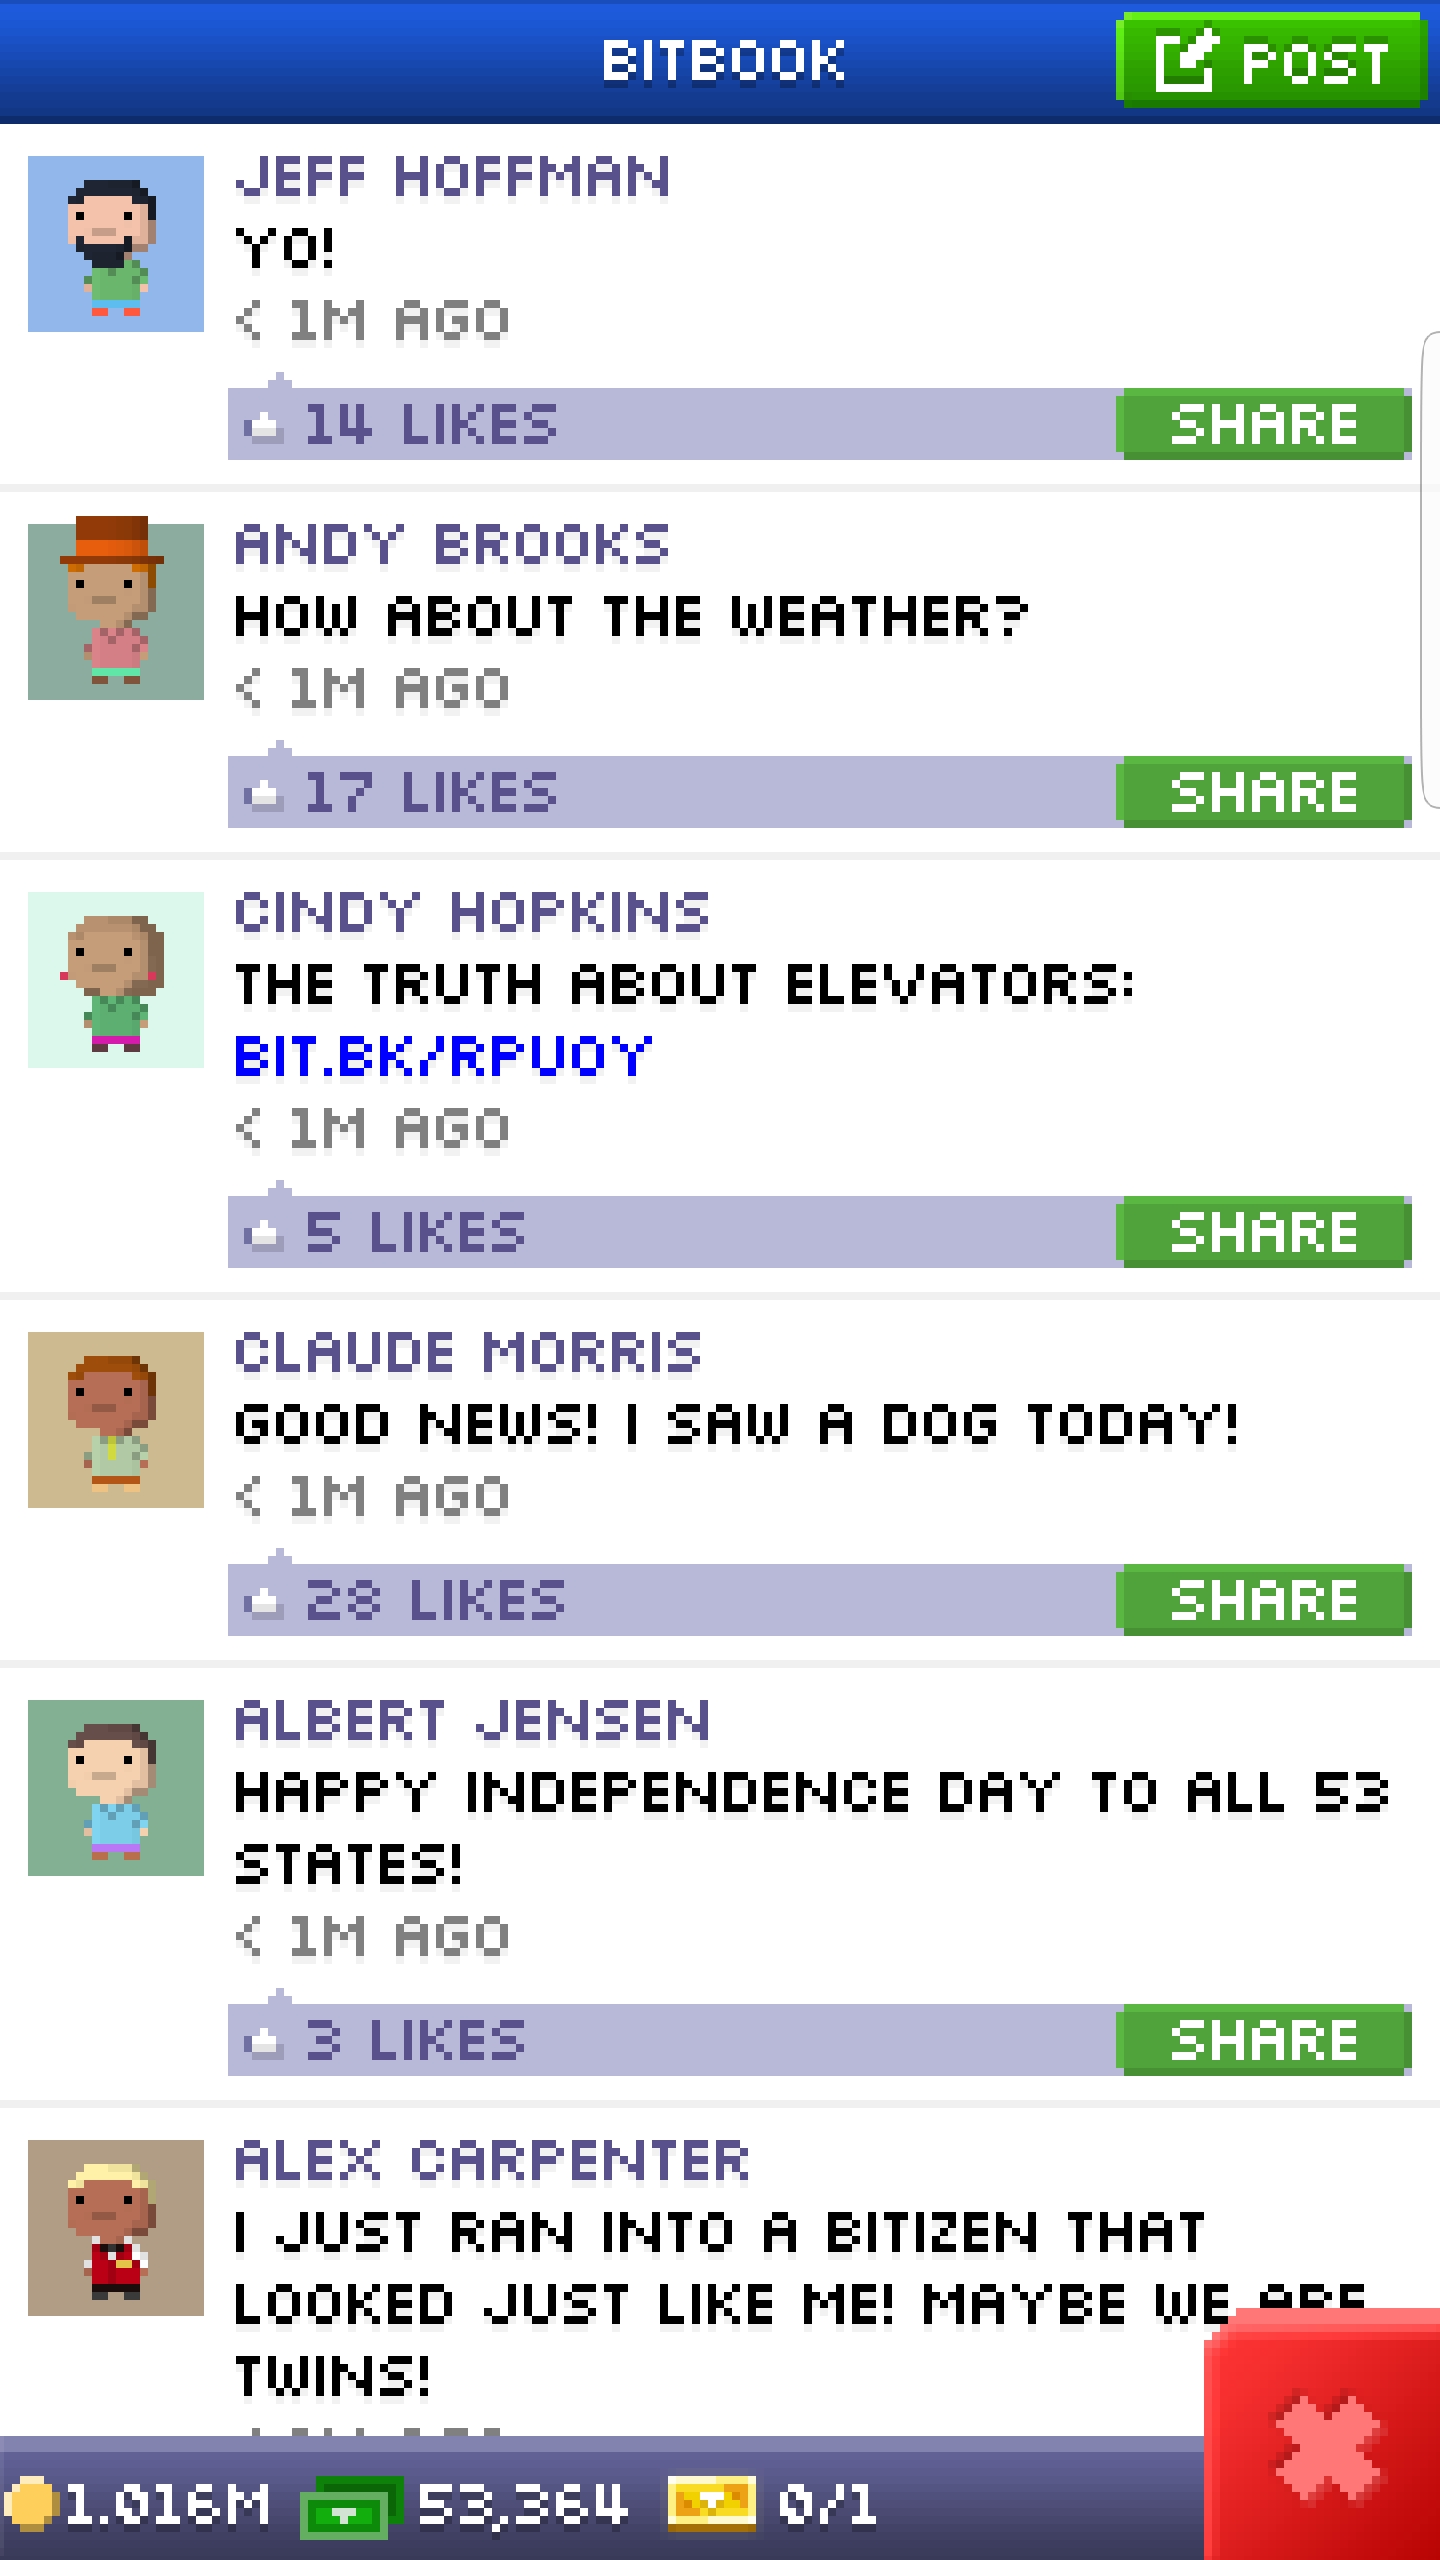 BITBOOK
POST
JEFF HOFFMAN
YO!
< 1M AGO
14 LIKES
SHARE
ANDY BROOKS
HOW ABOUT THE WEATHER?
< 1M AGO
17 LIKES
SHARE
CINDY HOPKINS
THE TRUTH ABOUT ELEVATORS:
BIT.BK/RPUOY
< 1M AGO
5 LIKES
SHARE
CLAUDE MORRIS
GOOD NEWS! I SAW A DOG TODAY!
< 1M AGO
28 LIKES
SHARE
ALBERT JENSEN
HAPPY INDEPENDENCE DAY TO ALL 53
STATES!
< 1M AGO
3 LIKES
SHARE
ALEX CARPENTER
I JUST RAN INTO A BITIZEN THAT
LOOKED JUST LIKE ME! MAYBE WE ARE
TWINS!
1.016M
53,364
0/1